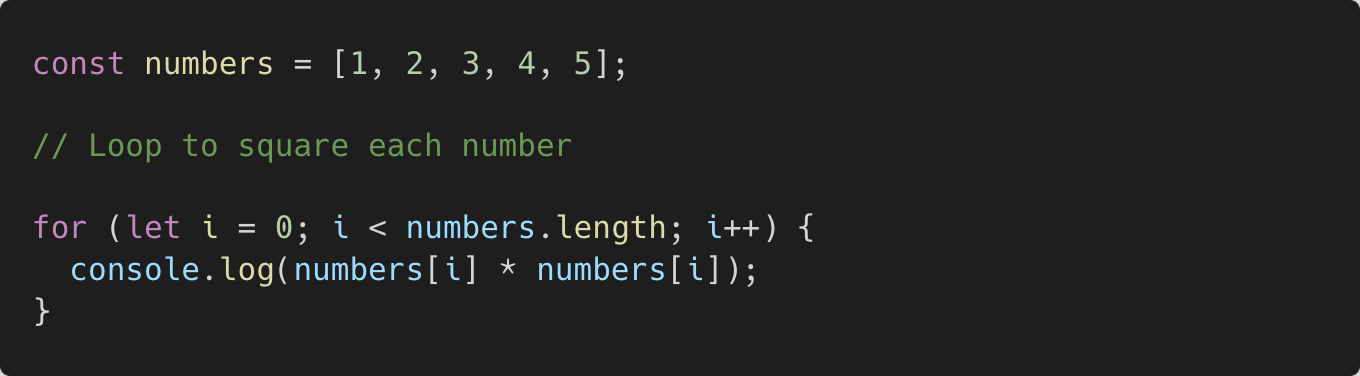 const numbers = [1, 2, 3, 4, 5];
// Loop to square each number
for (let i = 0; i < numbers.length; i++) {
  console.log(numbers[i] * numbers[i]);
}